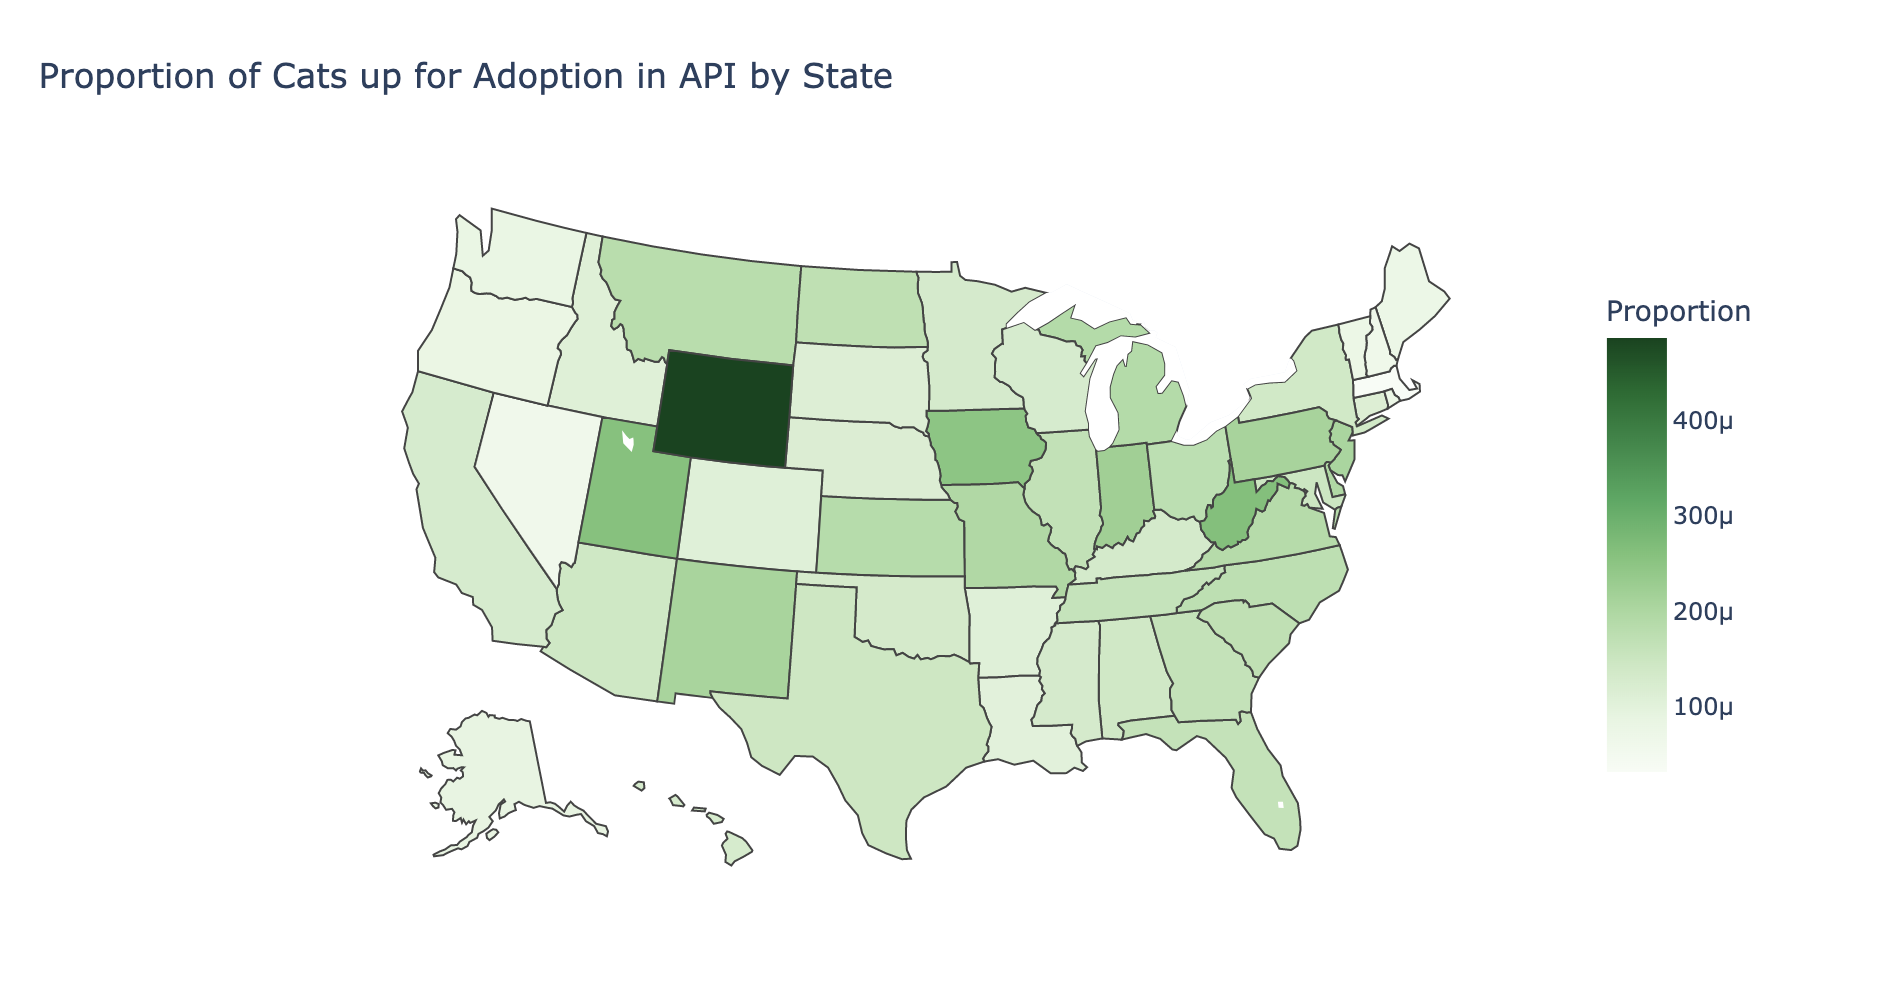 Proportion of Cats up for Adoption in API by State
Proportion
400μ
300μ
200μ
100μ